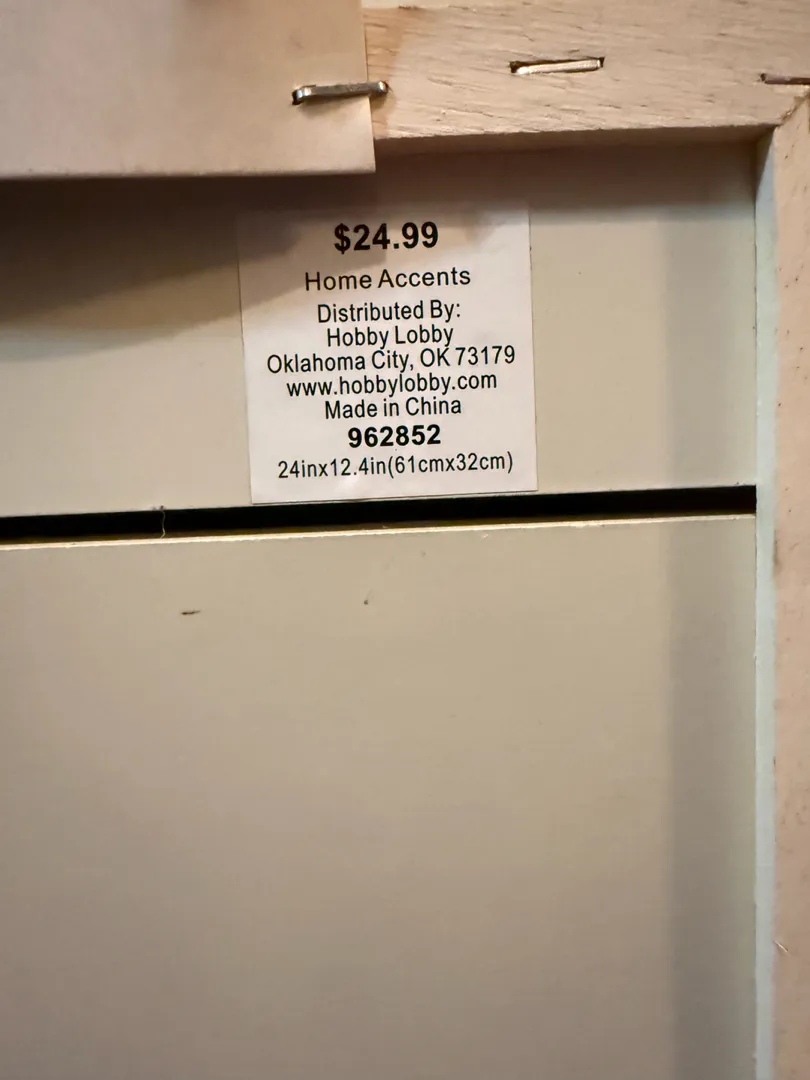 $24.99
Home Accents
Distributed By:
Hobby Lobby
Oklahoma City, OK 73179
www.hobbylobby.com
Made in China
962852
24inx12.4in(61cmx32cm)